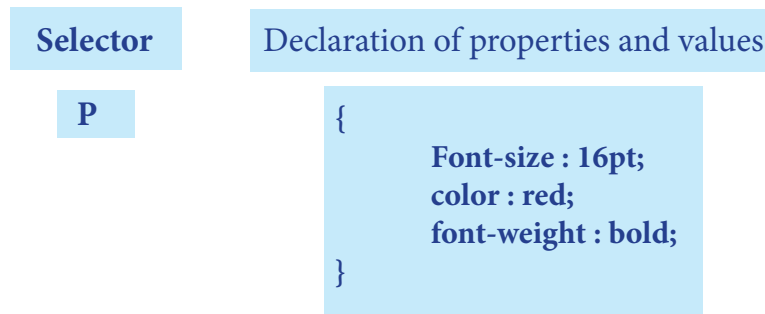 Selector
Declaration of properties and values
P
{
Font-size : 16pt;
color : red;
font-weight : bold;
}